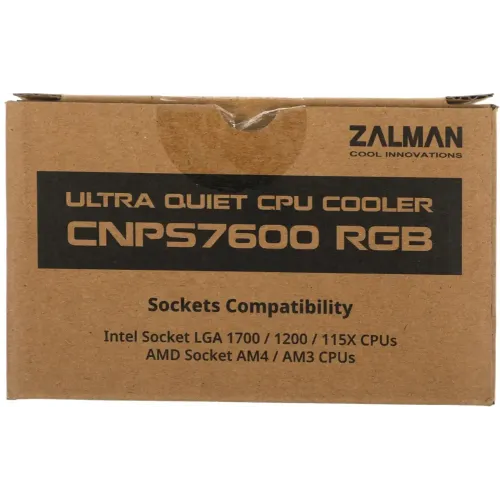 ZALMAN
COOL INNOVATIONS
ULTRA QUIET CPU COOLER
CNPS7600 RGB
Sockets Compatibility
Intel Socket LGA 1700 / 1200 / 115X CPUs
AMD Socket AM4 / AM3 CPUs